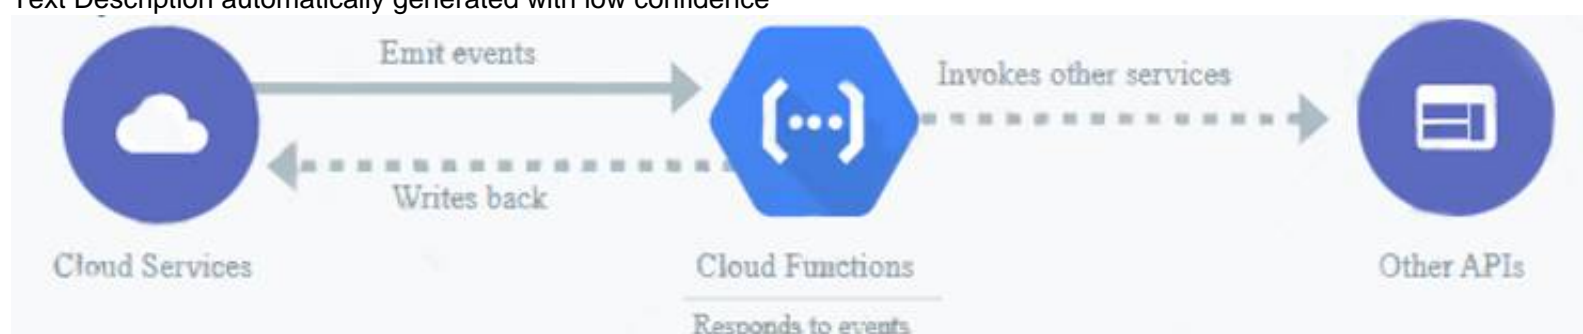 Text Description automatically generated with low confidence
Emit events
Invokes other services
Writes back
Cloud Services
Cloud Functions
Other APIs
Responds to events